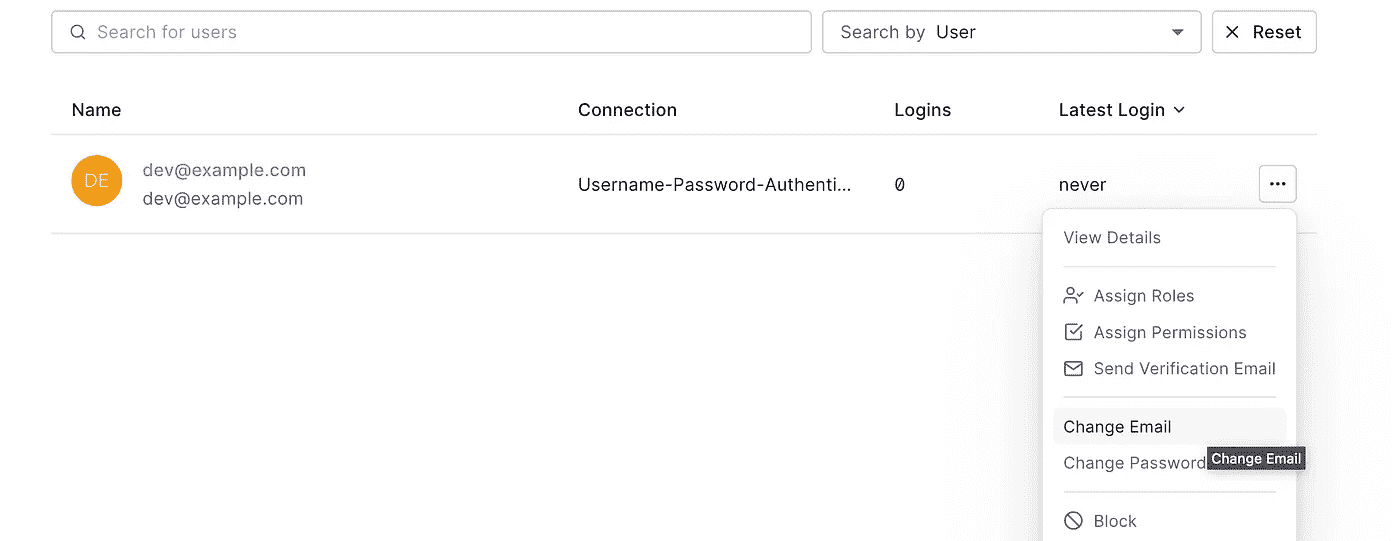 Search for users
Search by User
Reset
Name Connection Logins Latest Login
DE
dev@example.com
dev@example.com
Username-Password-Authenti...
0
never
View Details
Assign Roles
Assign Permissions
Send Verification Email
Change Email
Change Password
Change Email
Block